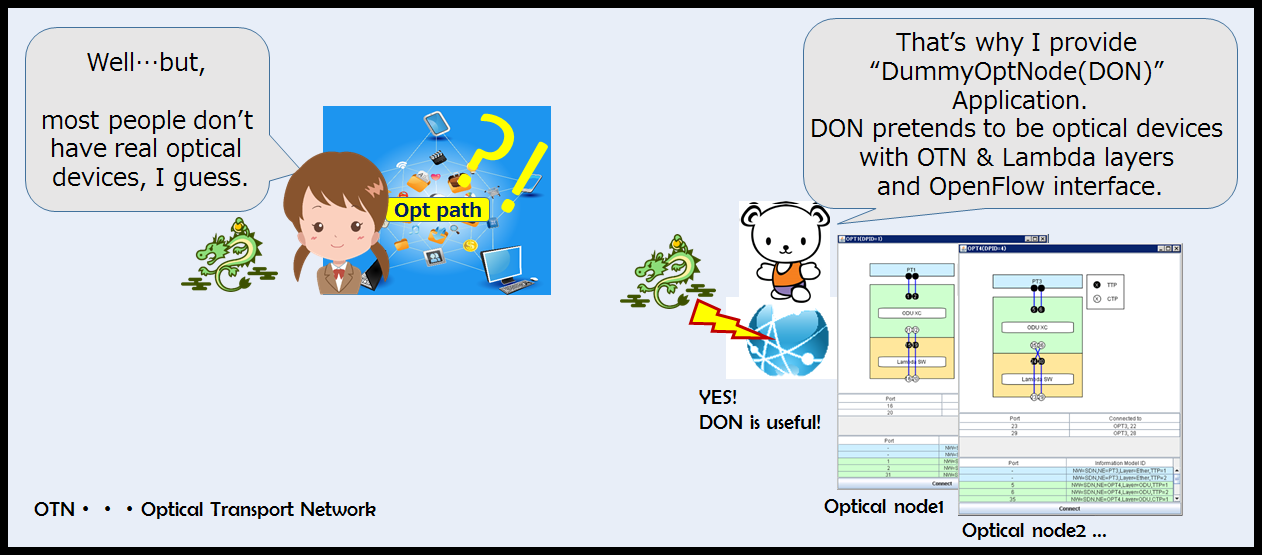 Well…but,
most people don't
have real optical
devices, I guess.
Opt path
That's why I provide
“DummyOptNode(DON)”
Application.
DON pretends to be optical devices
with OTN & Lambda layers
and OpenFlow interface.
YES!
DON is useful!
OPT1(DPID=1)
PT1
ODU XC
Lambda SW
Port
16
20
Port
-
-
1
2
31
Connect
Optical node1
OPT4(DPID=4)
PT3
TTP
CTP
ODU XC
Lambda SW
Port Connected to
23 OPT3_22
29 OPT3_28
Port Information Model ID
- NW=SDN,NE=PT3,Layer=Ether,TTP=1
- NW=SDN,NE=PT3,Layer=Ether,TTP=2
5 NW=SDN,NE=OPT4,Layer=ODU,TTP=1
6 NW=SDN,NE=OPT4,Layer=ODU,TTP=2
35 NW=SDN,NE=OPT4,Layer=ODU,CTP=1
Connect
Optical node2 ...
OTN・・・Optical Transport Network